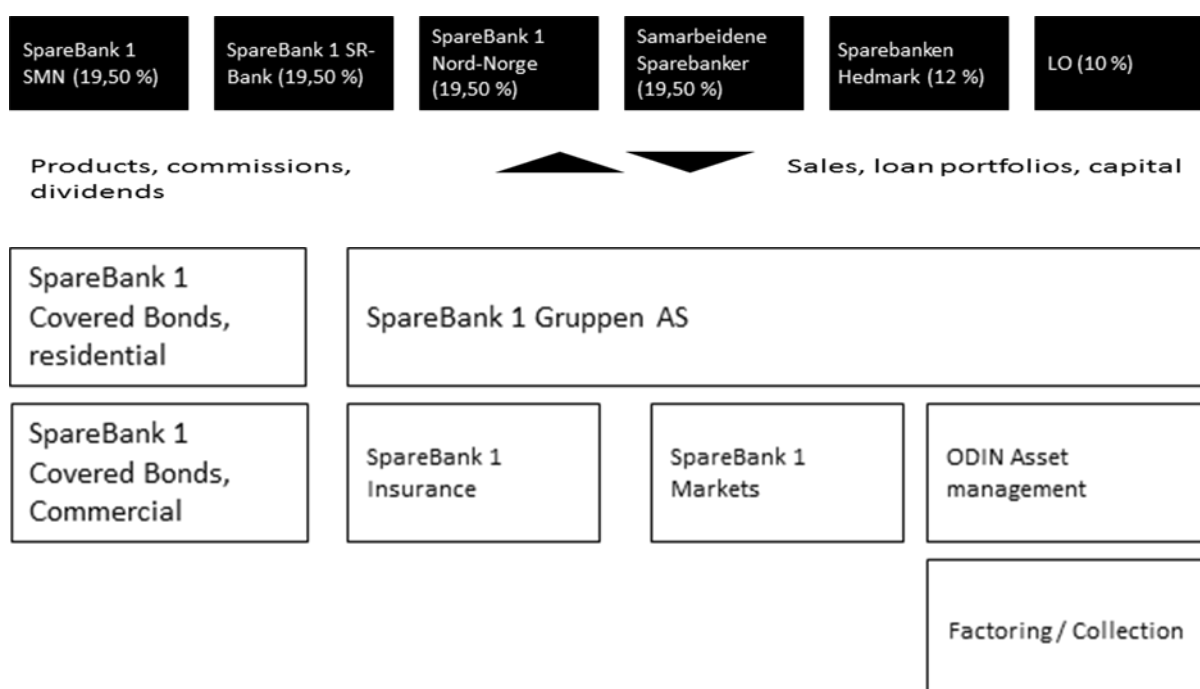 SpareBank 1
SMN (19,50 %)
SpareBank 1 SR-
Bank (19,50 %)
SpareBank 1
Nord-Norge
(19,50 %)
Samarbeidene
Sparebanker
(19,50 %)
Sparebanken
Hedmark (12 %)
LO (10 %)
Products, commissions,
dividends
Sales, loan portfolios, capital
SpareBank 1
Covered Bonds,
residential
SpareBank 1 Gruppen AS
SpareBank 1
Covered Bonds,
Commercial
SpareBank 1
Insurance
SpareBank 1
Markets
ODIN Asset
management
Factoring / Collection